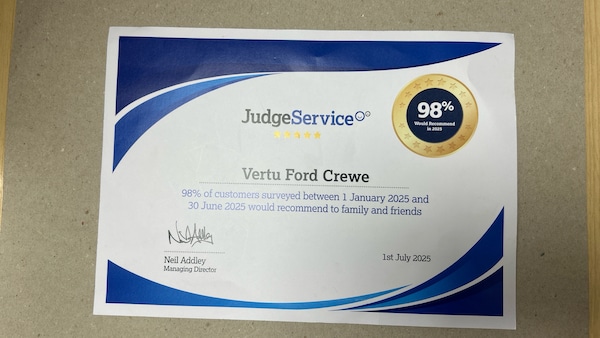 JudgeService
98%
Would Recommend
in 2025
Vertu Ford Crewe
98% of customers surveyed between 1 January 2025 and
30 June 2025 would recommend to family and friends
Neil Addley
Managing Director
1st July 2025